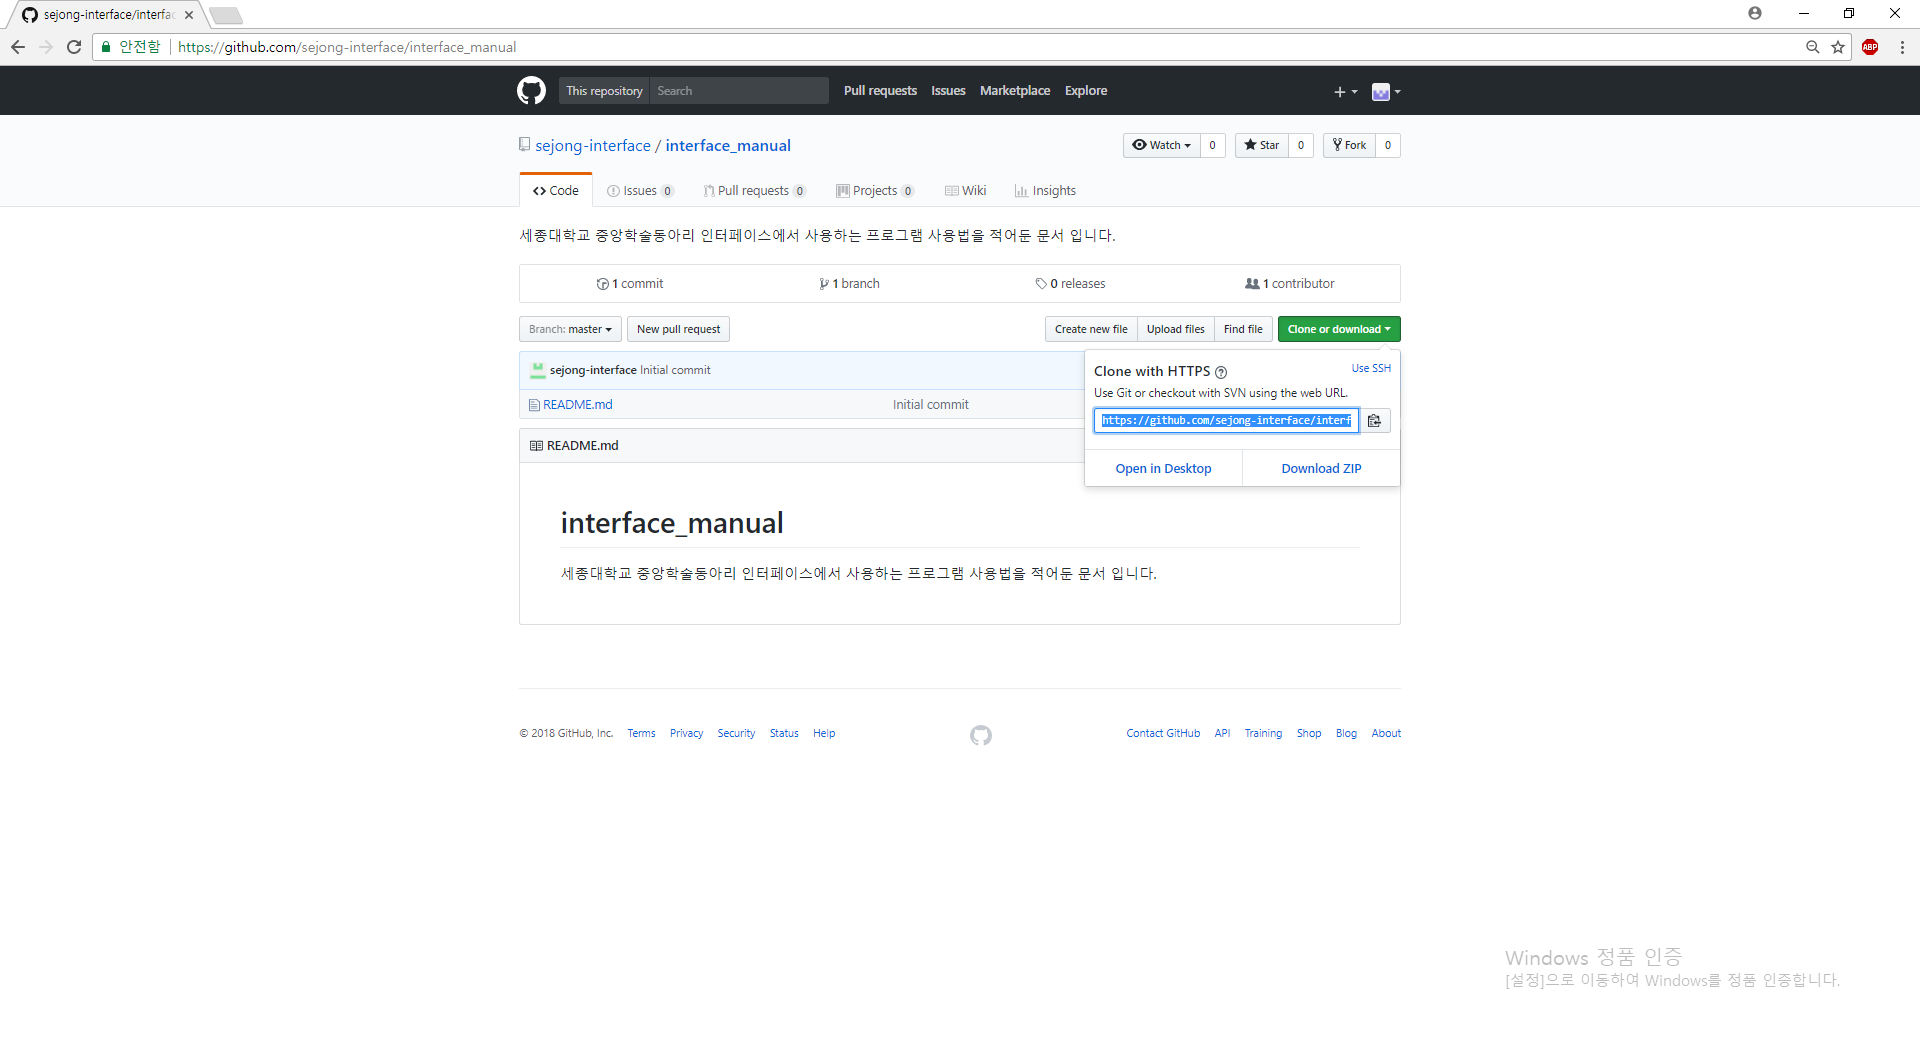 sejong-interface/interfac
안전함 https://github.com/sejong-interface/interface_manual ABP
This repository Search Pull requests Issues Marketplace Explore
sejong-interface / interface_manual Watch 0 Star 0 Fork 0
Code Issues 0 Pull requests 0 Projects 0 Wiki Insights
세종대학교 중앙학술동아리 인터페이스에서 사용하는 프로그램 사용법을 적어둔 문서 입니다.
1 commit 1 branch 0 releases 1 contributor
Branch: master New pull request Create new file Upload files Find file Clone or download
sejong-interface Initial commit
README.md Initial commit
Clone with HTTPS ? Use SSH
Use Git or checkout with SVN using the web URL.
https://github.com/sejong-interface/interf
Open in Desktop Download ZIP
README.md
interface_manual
세종대학교 중앙학술동아리 인터페이스에서 사용하는 프로그램 사용법을 적어둔 문서 입니다.
© 2018 GitHub, Inc. Terms Privacy Security Status Help Contact GitHub API Training Shop Blog About
Windows 정품 인증
[설정]으로 이동하여 Windows를 정품 인증합니다.